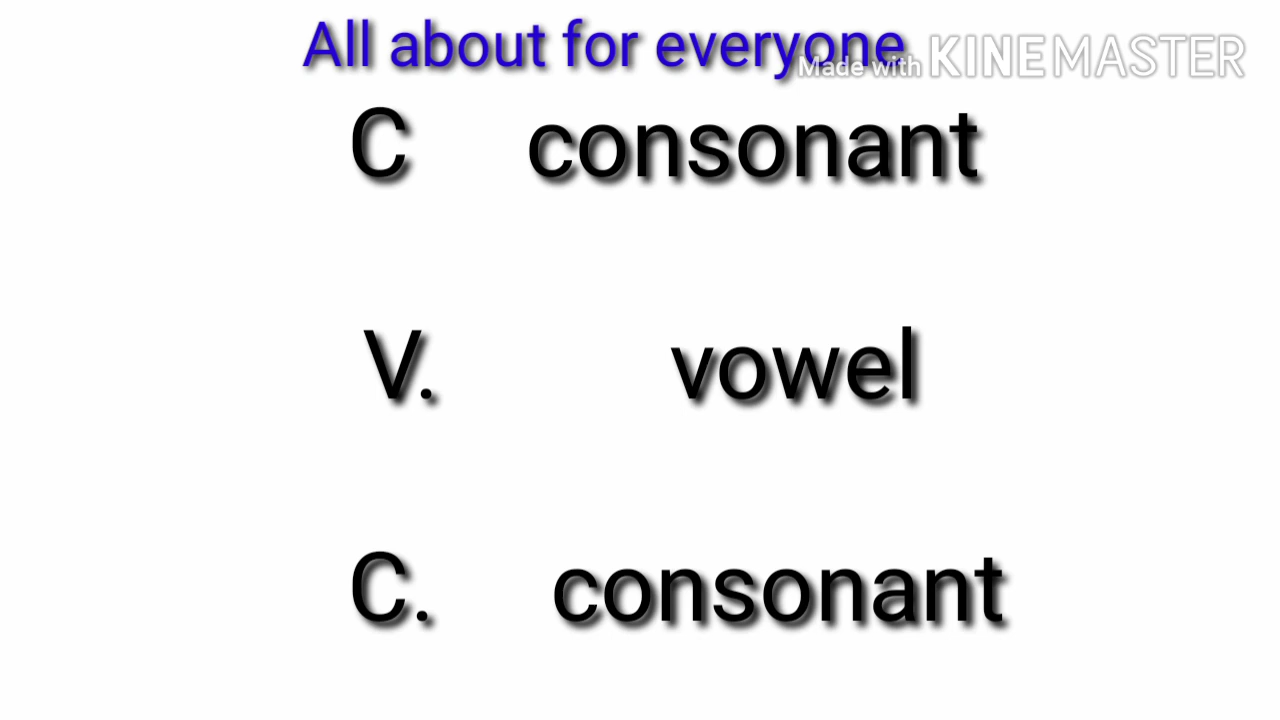 All about for everyone
Made with KINEMASTER
C consonant
V. vowel
C. consonant